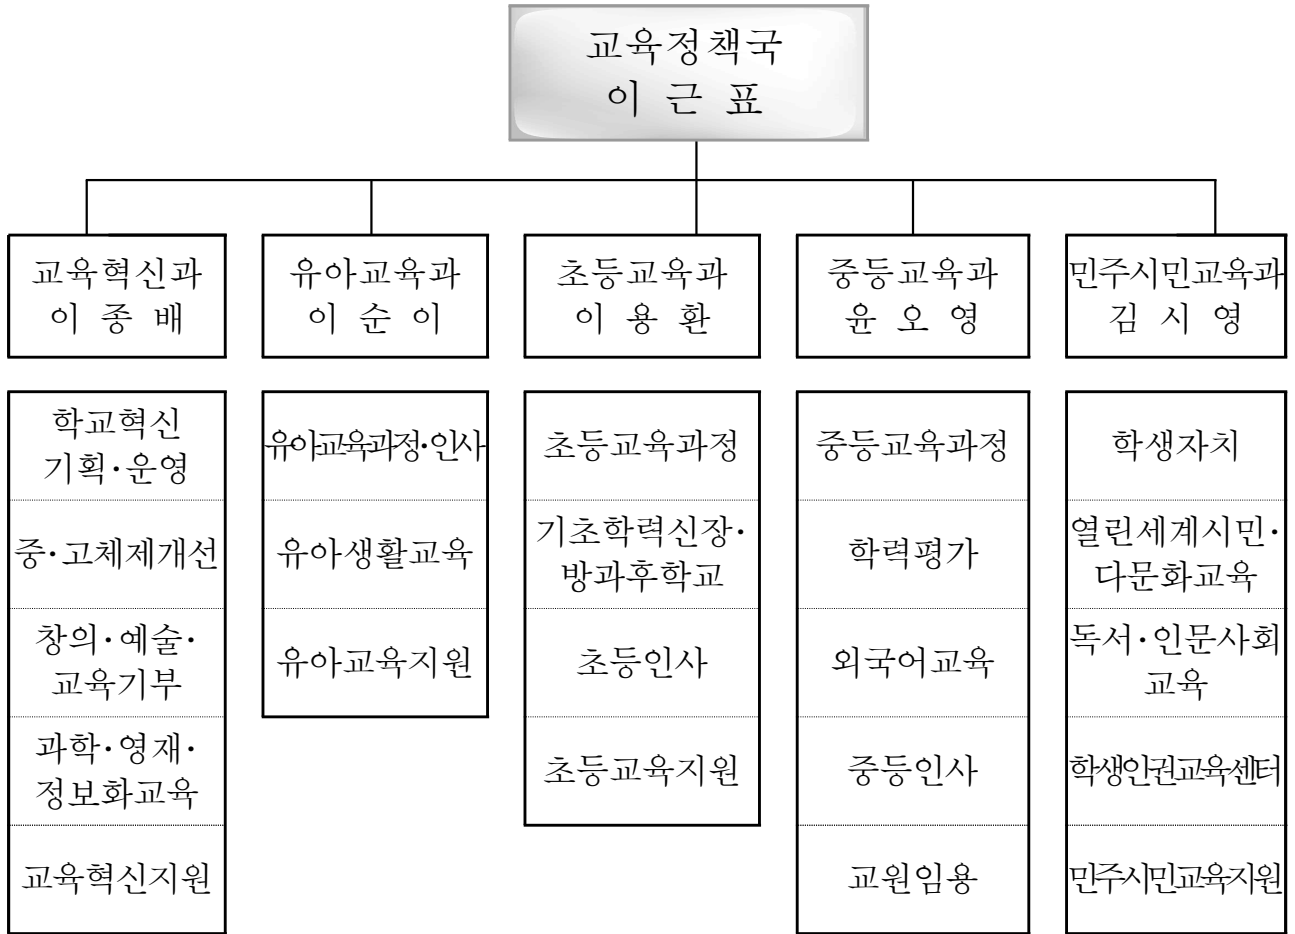 교육정책국
이 근 표
교육혁신과
이 종 배
유아교육과
이 순 이
초등교육과
이 용 환
중등교육과
윤 오 영
민주시민교육과
김 시 영
학교혁신
기획·운영
중·고체제개선
창의·예술·
교육기부
과학·영재·
정보화교육
교육혁신지원
유아교육과정·인사
유아생활교육
유아교육지원
초등교육과정
기초학력신장·
방과후학교
초등인사
초등교육지원
중등교육과정
학력평가
외국어교육
중등인사
교원임용
학생자치
열린세계시민·
다문화교육
독서·인문사회
교육
학생인권교육센터
민주시민교육지원